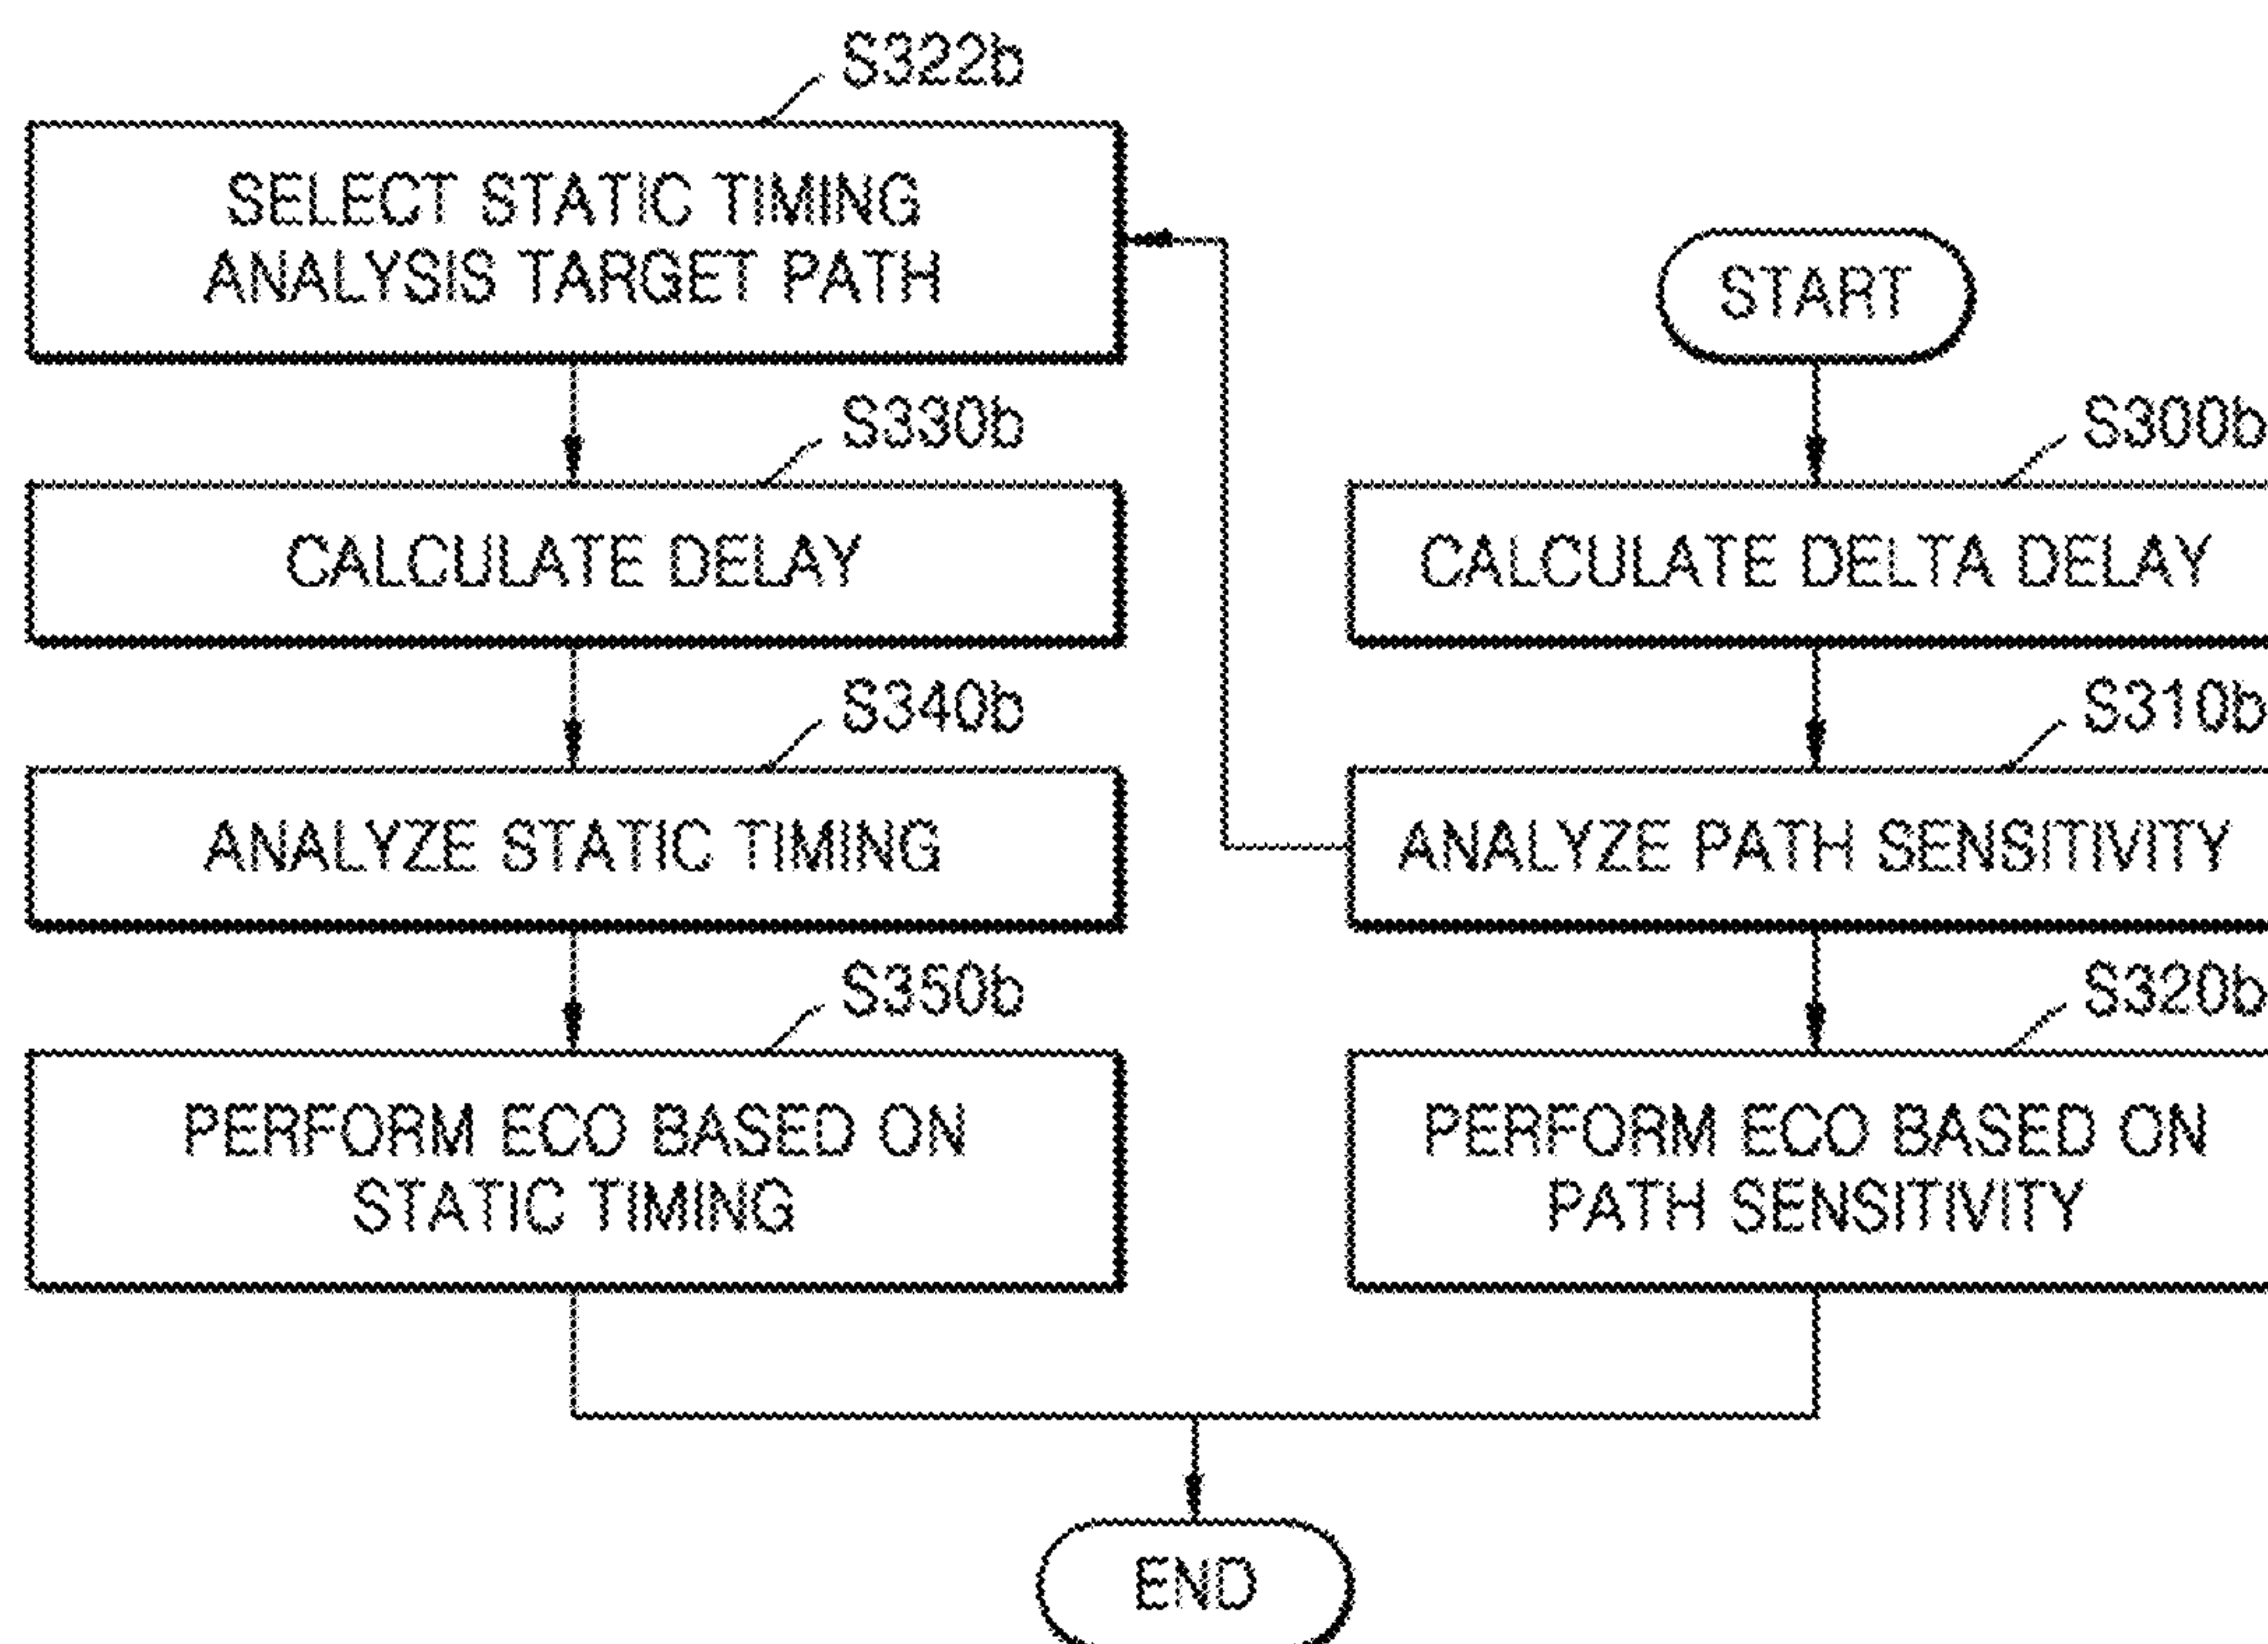 S322b
SELECT STATIC TIMING
ANALYSIS TARGET PATH
S330b
CALCULATE DELAY
S340b
ANALYZE STATIC TIMING
S350b
PERFORM ECO BASED ON
STATIC TIMING
START
S300b
CALCULATE DELTA DELAY
S310b
ANALYZE PATH SENSITIVITY
S320b
PERFORM ECO BASED ON
PATH SENSITIVITY
END